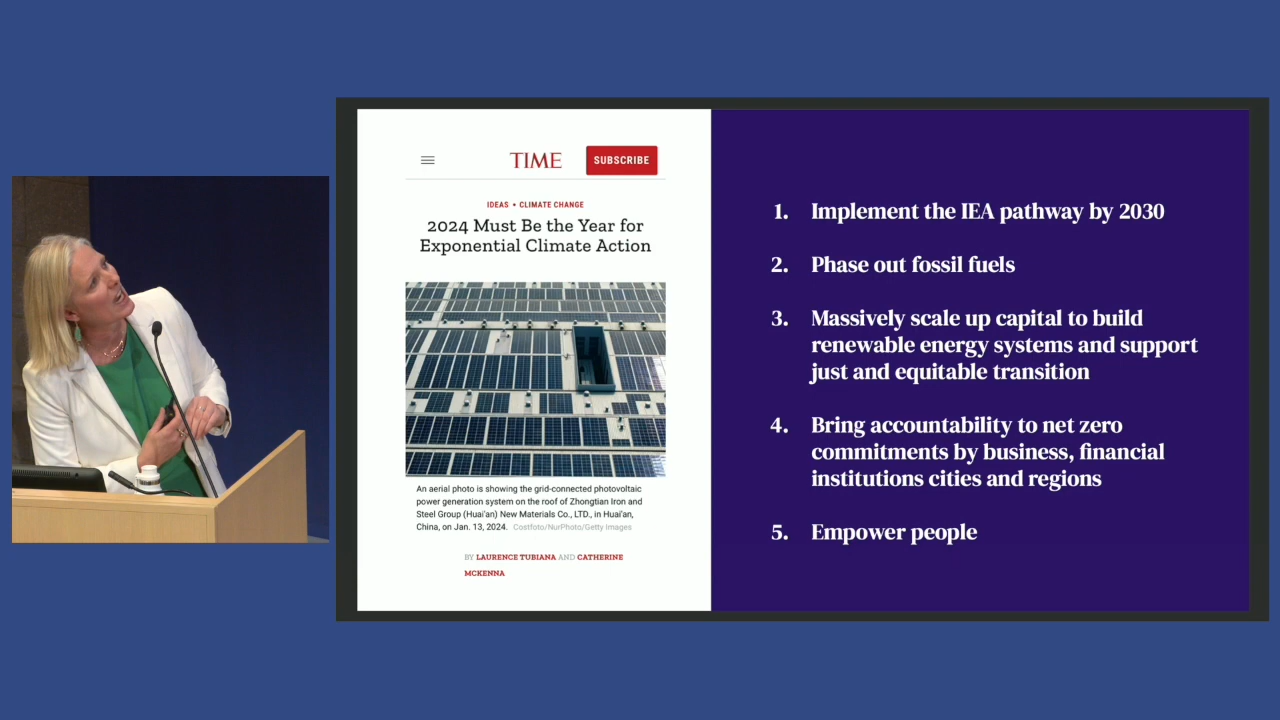 TIME
SUBSCRIBE
IDEAS • CLIMATE CHANGE
2024 Must Be the Year for
Exponential Climate Action
An aerial photo is showing the grid-connected photovoltaic
power generation system on the roof of Zhongtian Iron and
Steel Group (Huai'an) New Materials Co., LTD., in Huai'an,
China, on Jan. 13, 2024. Costfoto/NurPhoto/Getty Images
BY LAURENCE TUBIANA AND CATHERINE
MCKENNA
1. Implement the IEA pathway by 2030
2. Phase out fossil fuels
3. Massively scale up capital to build
renewable energy systems and support
just and equitable transition
4. Bring accountability to net zero
commitments by business, financial
institutions cities and regions
5. Empower people